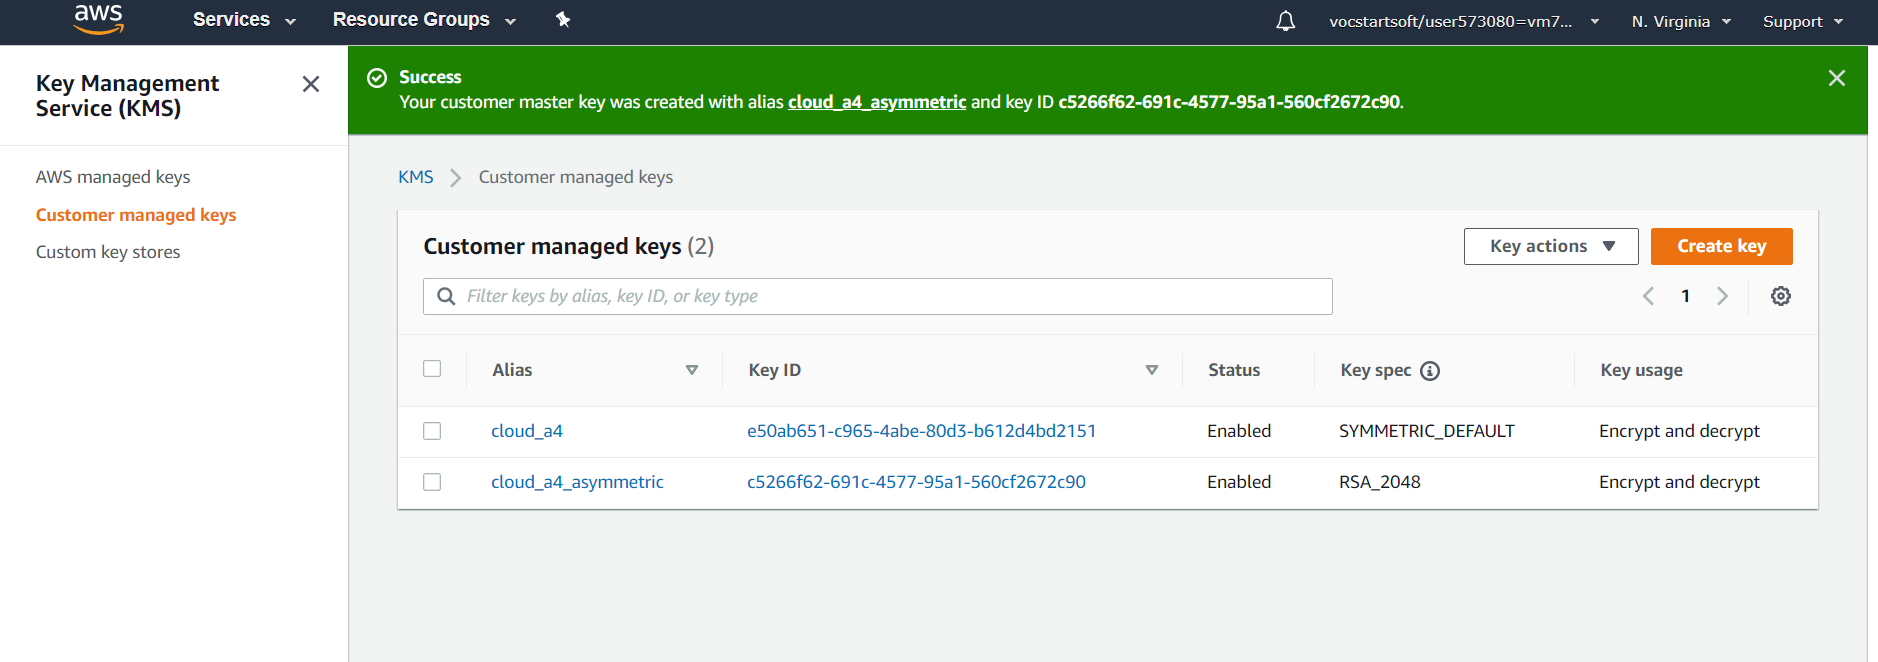 aws Services Resource Groups vocstartsoft/user573080=vm7... N. Virginia Support
Key Management
Service (KMS)
AWS managed keys
Customer managed keys
Custom key stores
Success
Your customer master key was created with alias cloud_a4_asymmetric and key ID c5266f62-691c-4577-95a1-560cf2672c90.
KMS Customer managed keys
Customer managed keys (2) Key actions Create key
Filter keys by alias, key ID, or key type 1
Alias Key ID Status Key spec Key usage
cloud_a4 e50ab651-c965-4abe-80d3-b612d4bd2151 Enabled SYMMETRIC_DEFAULT Encrypt and decrypt
cloud_a4_asymmetric c5266f62-691c-4577-95a1-560cf2672c90 Enabled RSA_2048 Encrypt and decrypt